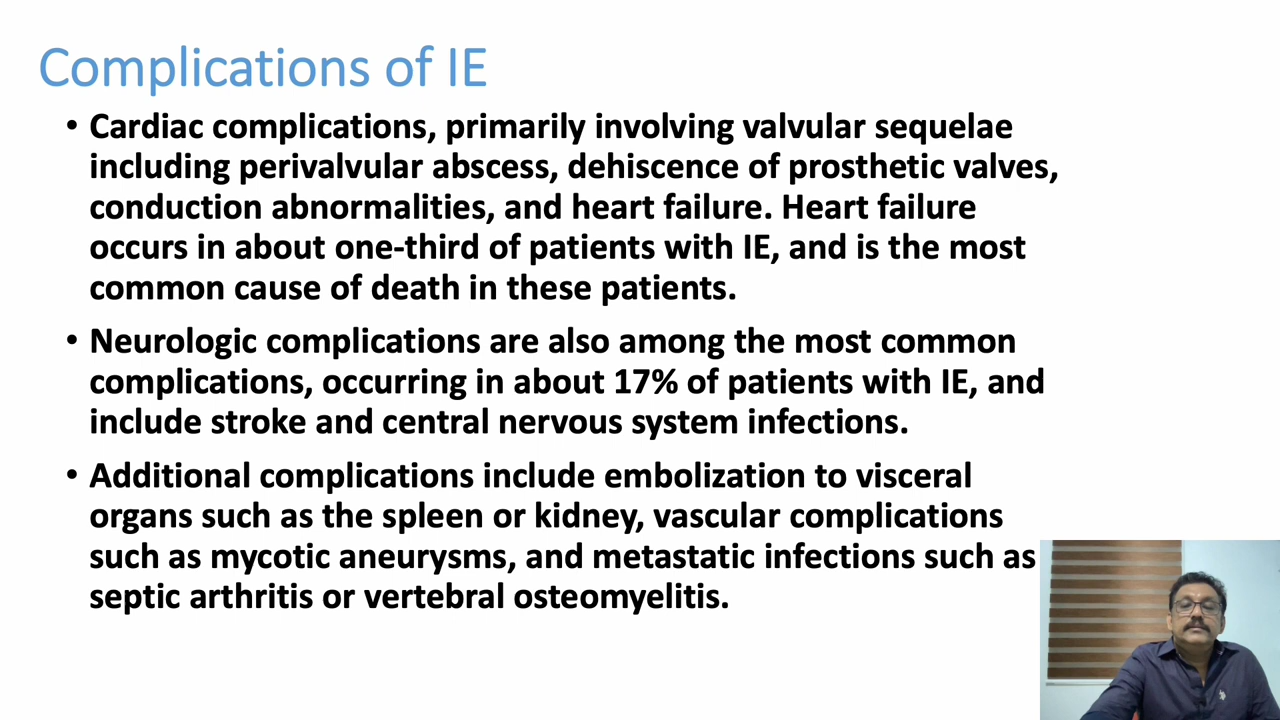 Complications of IE
• Cardiac complications, primarily involving valvular sequelae
including perivalvular abscess, dehiscence of prosthetic valves,
conduction abnormalities, and heart failure. Heart failure
occurs in about one-third of patients with IE, and is the most
common cause of death in these patients.
• Neurologic complications are also among the most common
complications, occurring in about 17% of patients with IE, and
include stroke and central nervous system infections.
• Additional complications include embolization to visceral
organs such as the spleen or kidney, vascular complications
such as mycotic aneurysms, and metastatic infections such as
septic arthritis or vertebral osteomyelitis.